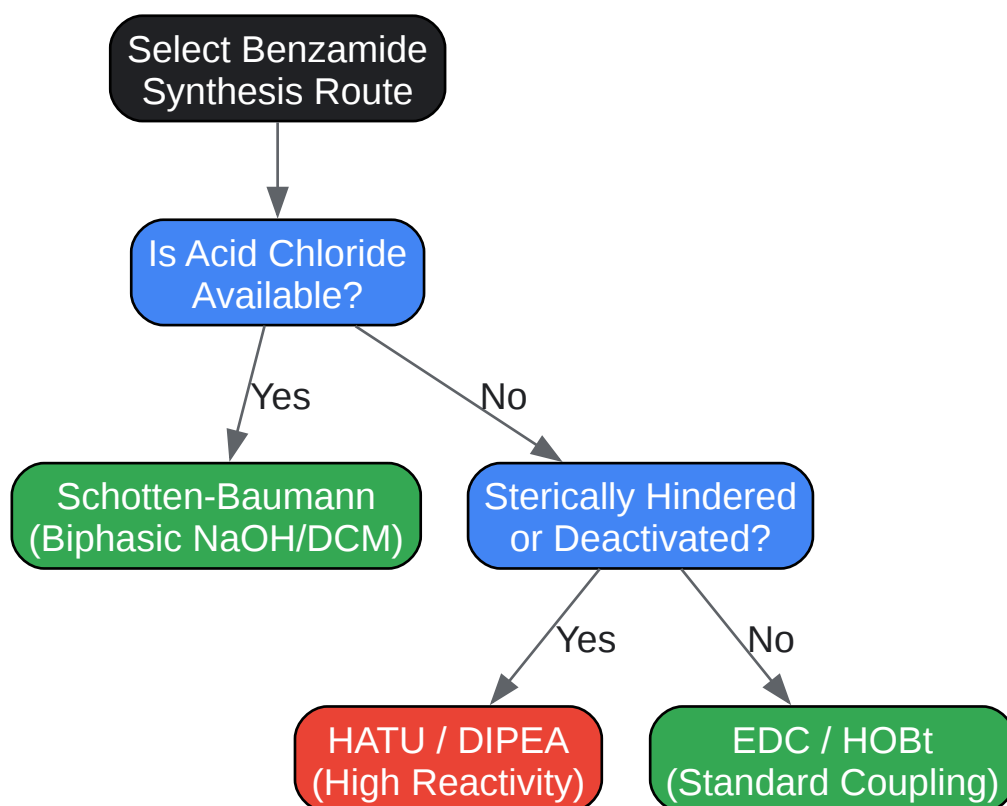 Select Benzamide
Synthesis Route
Is Acid Chloride
Available?
Yes
No
Schotten-Baumann
(Biphasic NaOH/DCM)
Sterically Hindered
or Deactivated?
Yes
No
HATU / DIPEA
(High Reactivity)
EDC / HOBt
(Standard Coupling)